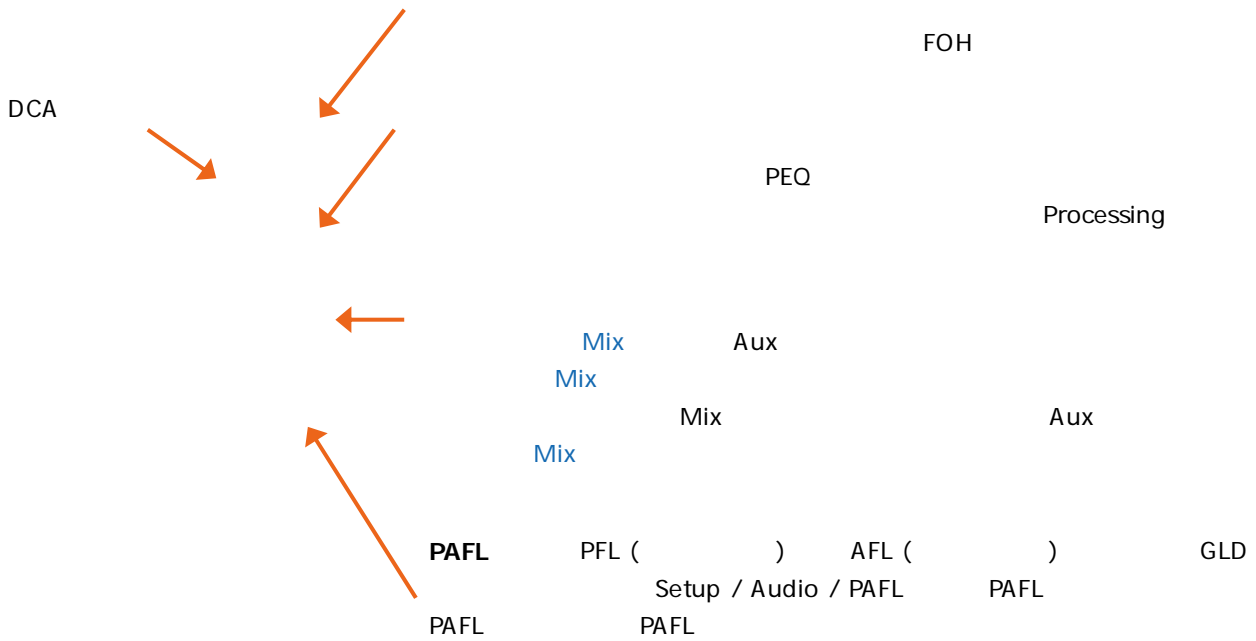 FOH
DCA
PEQ
Processing
Mix Aux
Mix
Mix Aux
Mix
PAFL PFL ( ) AFL ( ) GLD
Setup / Audio / PAFL PAFL
PAFL PAFL